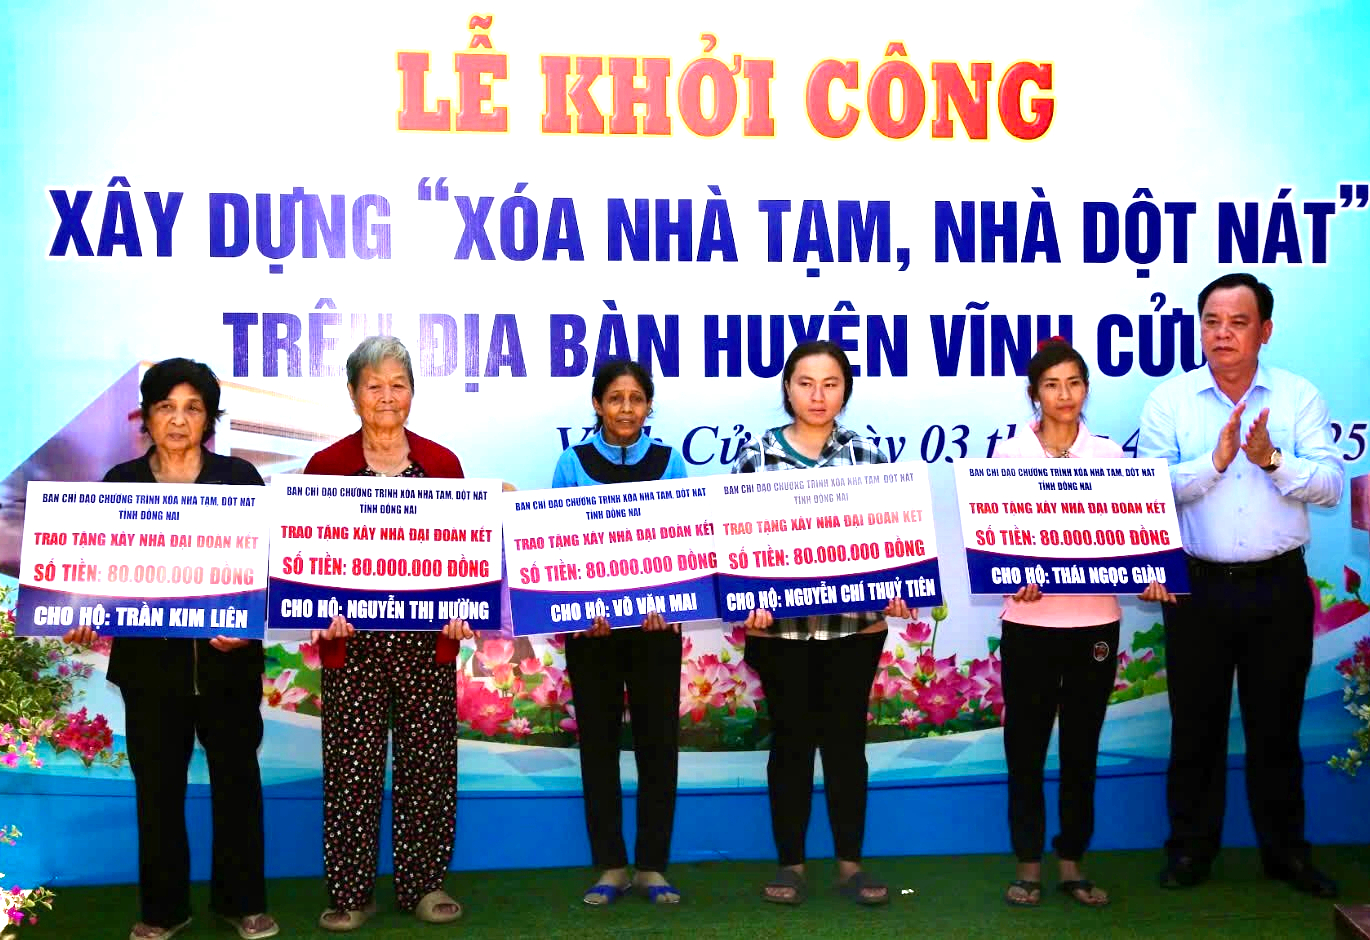 LỄ KHỞI CÔNG
XÂY DỰNG “XÓA NHÀ TẠM, NHÀ DỘT NÁT”
TRÊN ĐỊA BÀN HUYỆN VĨNH CỬU
03
BAN CHỈ ĐẠO CHƯƠNG TRÌNH XÓA NHÀ TẠM, DỘT NÁT
TỈNH ĐỒNG NAI
TRAO TẶNG XÂY NHÀ ĐẠI ĐOÀN KẾT
SỐ TIỀN: 80.000.000 ĐỒNG
CHO HỘ: TRẦN KIM LIÊN
BAN CHỈ ĐẠO CHƯƠNG TRÌNH XÓA NHÀ TẠM, DỘT NÁT
TỈNH ĐỒNG NAI
TRAO TẶNG XÂY NHÀ ĐẠI ĐOÀN KẾT
SỐ TIỀN: 80.000.000 ĐỒNG
CHO HỘ: NGUYỄN THỊ HƯỜNG
BAN CHỈ ĐẠO CHƯƠNG TRÌNH XÓA NHÀ TẠM, DỘT NÁT
TỈNH ĐỒNG NAI
TRAO TẶNG XÂY NHÀ ĐẠI ĐOÀN KẾT
SỐ TIỀN: 80.000.000 ĐỒNG
CHO HỘ: VÕ VĂN MAI
BAN CHỈ ĐẠO CHƯƠNG TRÌNH XÓA NHÀ TẠM, DỘT NÁT
TỈNH ĐỒNG NAI
TRAO TẶNG XÂY NHÀ ĐẠI ĐOÀN KẾT
SỐ TIỀN: 80.000.000 ĐỒNG
CHO HỘ: NGUYỄN CHÍ THUỶ TIÊN
BAN CHỈ ĐẠO CHƯƠNG TRÌNH XÓA NHÀ TẠM, DỘT NÁT
TỈNH ĐỒNG NAI
TRAO TẶNG XÂY NHÀ ĐẠI ĐOÀN KẾT
SỐ TIỀN: 80.000.000 ĐỒNG
CHO HỘ: THÁI NGỌC GIÀU